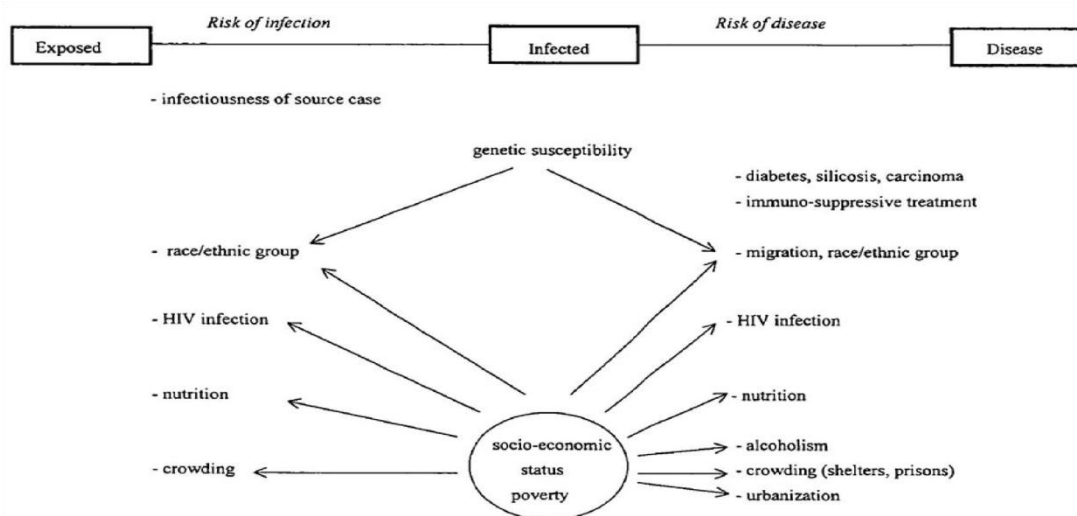 Risk of infection
Risk of disease
Exposed
Infected
Disease
- infectiousness of source case
genetic susceptibility
- diabetes, silosis, carcinoma
- immuno-suppressive treatment
- race/ethnic group
- migration, race/ethnic group
- HIV infection
- HIV infection
- nutrition
- nutrition
socio-economic
status
poverty
- alcoholism
- crowding
- crowding (shelters, prisons)
- urbanization